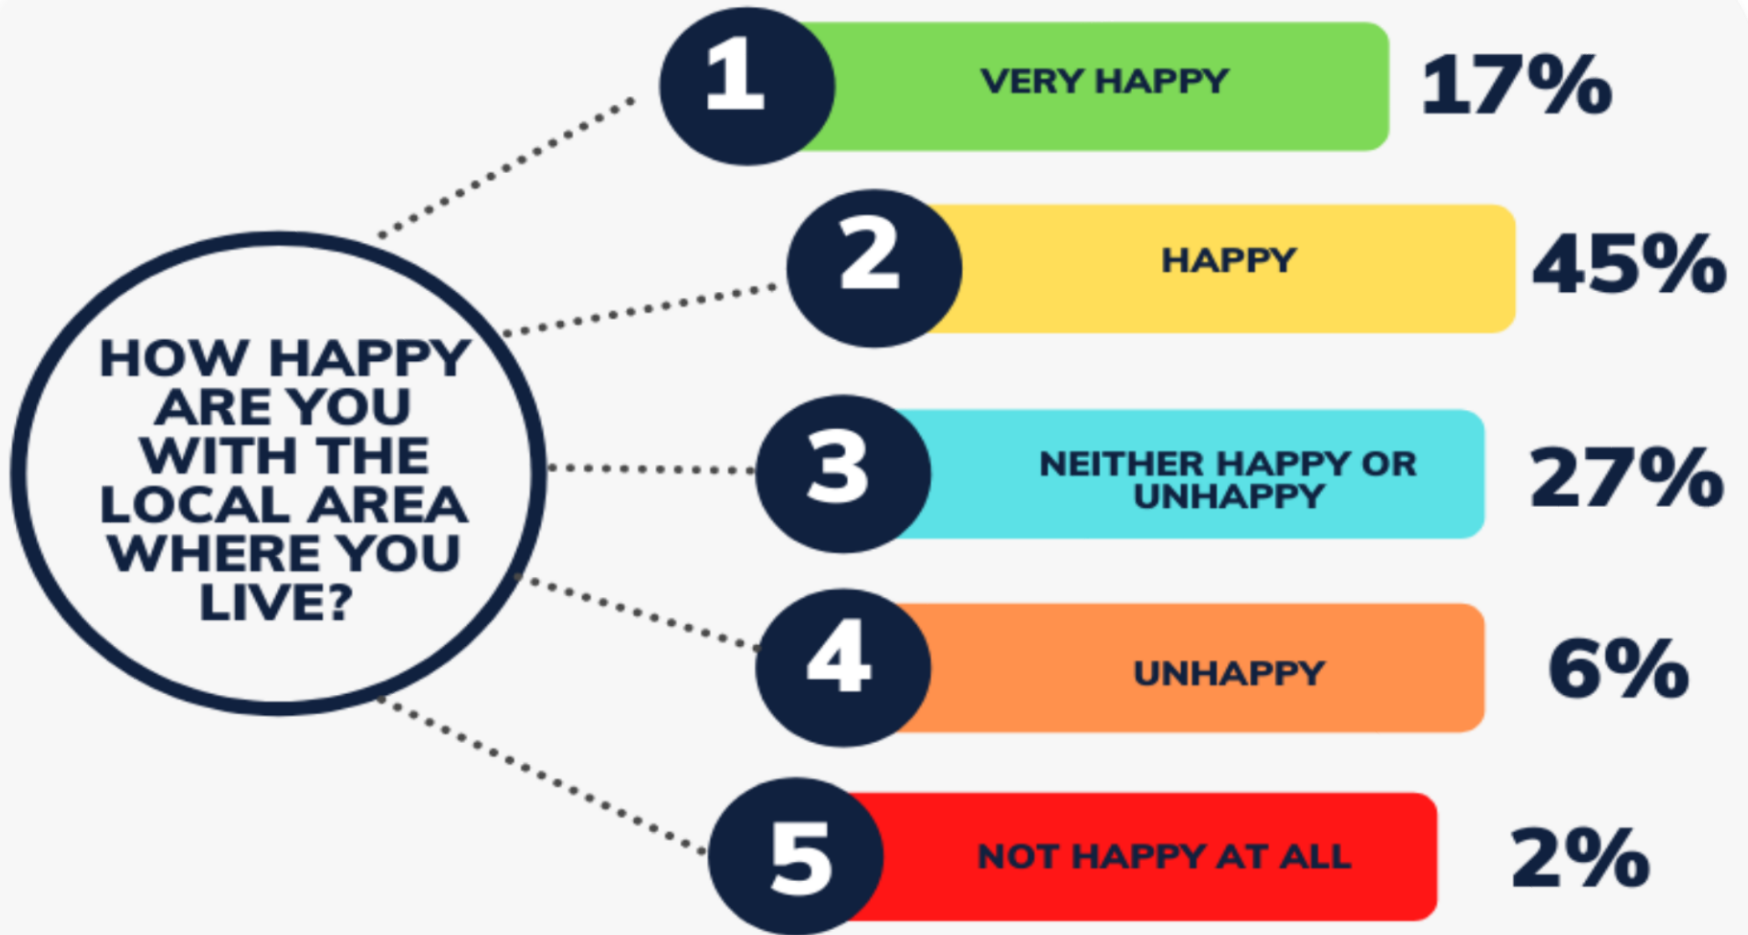 HOW HAPPY
ARE YOU
WITH THE
LOCAL AREA
WHERE YOU
LIVE?
1
VERY HAPPY
17%
2
HAPPY
45%
3
NEITHER HAPPY OR
UNHAPPY
27%
4
UNHAPPY
6%
5
NOT HAPPY AT ALL
2%